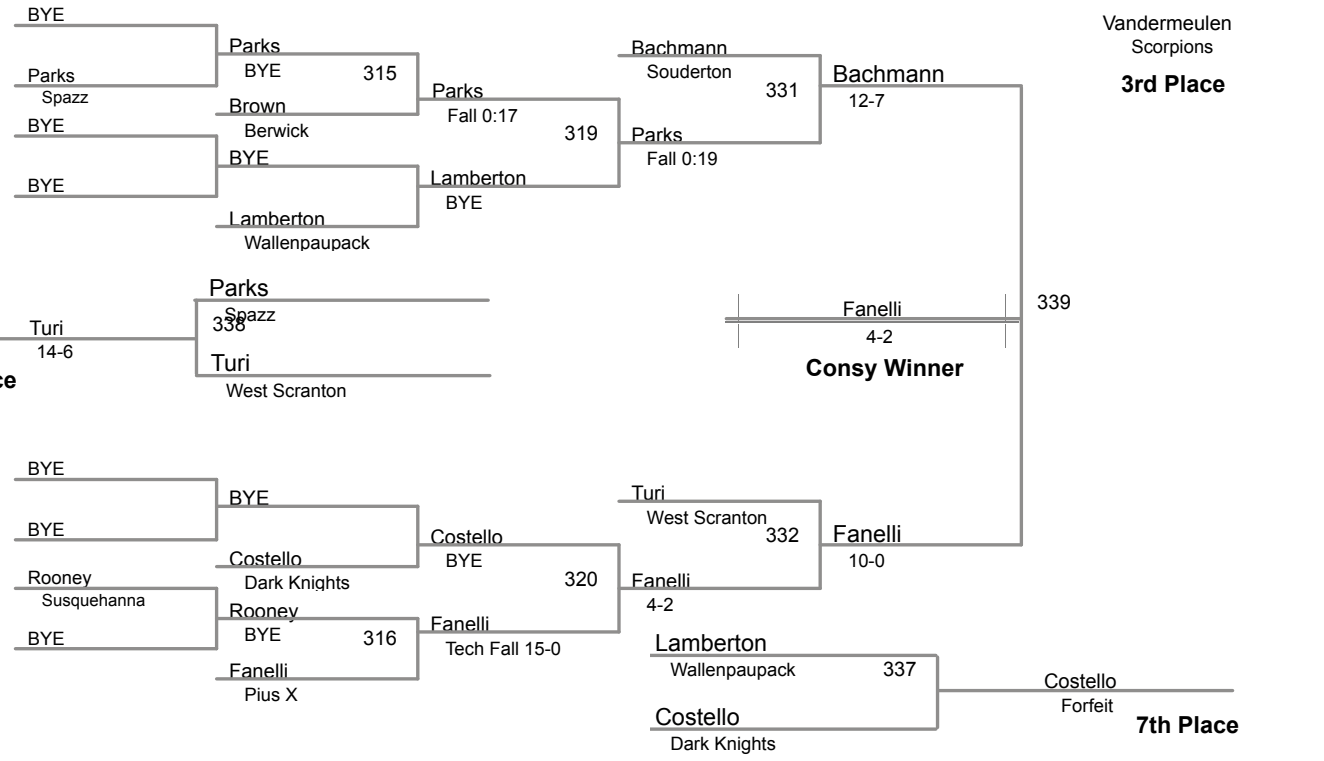 BYE
Parks
Spazz
BYE
BYE
Parks
BYE
315
Brown
Berwick
BYE
Lamberton
Wallenpaupack
Parks
Fall 0:17
319
Lamberton
BYE
Bachmann
Souderton
331
Parks
Fall 0:19
Bachmann
12-7
Vandermeulen
Scorpions
3rd Place
Turi
14-6
ce
Parks
Spazz
338
Turi
West Scranton
Fanelli
4-2
Consy Winner
339
BYE
BYE
Rooney
Susquehanna
BYE
BYE
Costello
Dark Knights
Rooney
BYE
316
Fanelli
Pius X
Costello
BYE
320
Fanelli
Tech Fall 15-0
Turi
West Scranton
332
Fanelli
4-2
Fanelli
10-0
Lamberton
Wallenpaupack
337
Costello
Dark Knights
Costello
Forfeit
7th Place